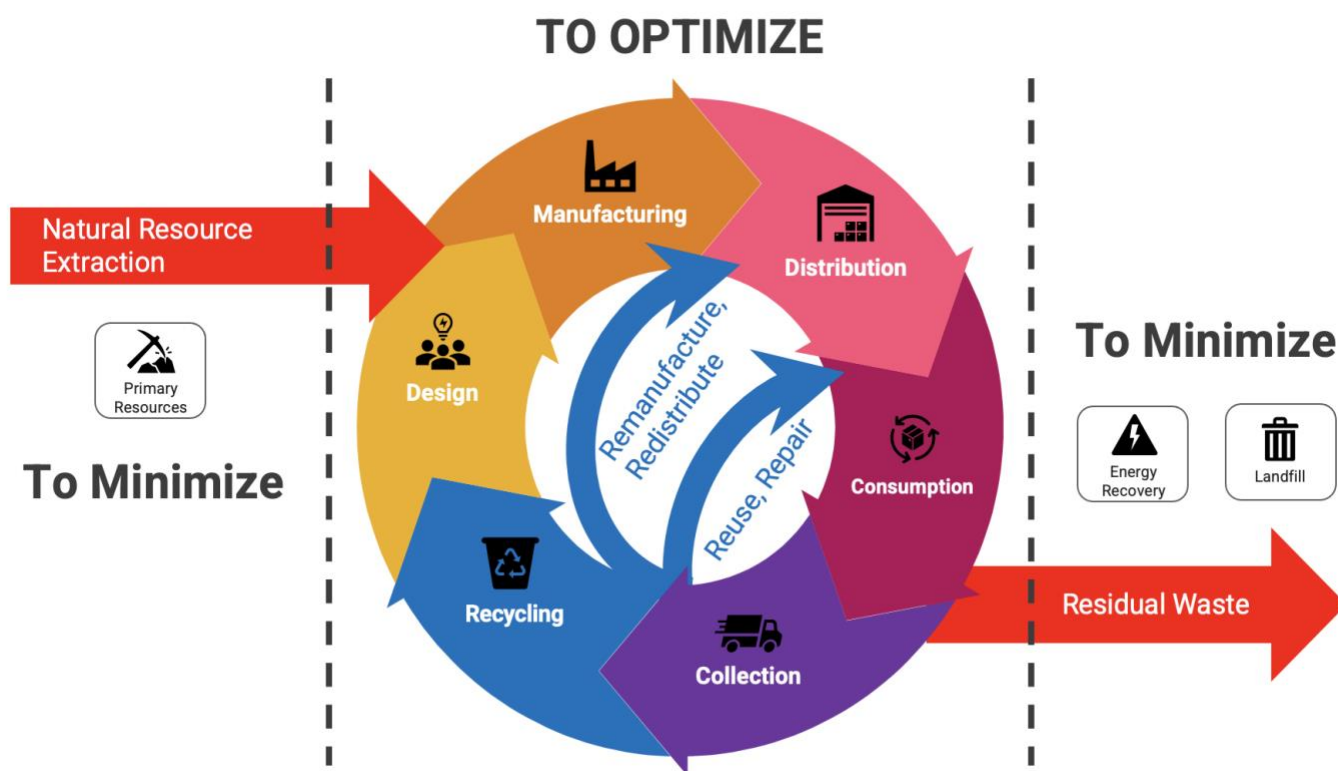 TO OPTIMIZE
Natural Resource
Extraction
Primary
Resources
To Minimize
Manufacturing
Distribution
Design
Remanufacture,
Redistribute
Reuse, Repair
Consumption
Recycling
Collection
To Minimize
Energy
Recovery
Landfill
Residual Waste